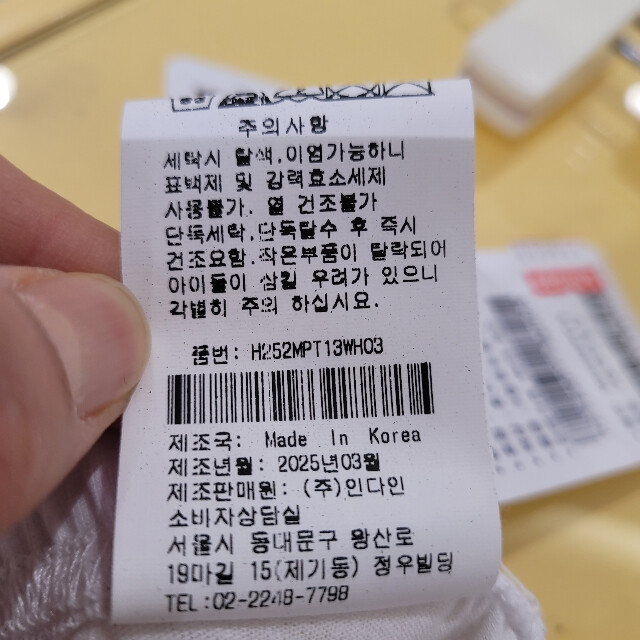 주의사항
세탁시 탈색,이염가능하니
표백제 및 강력효소세제
사용불가, 열 건조불가
단독세탁,단독탈수 후 즉시
건조요함.작은부품이 탈락되어
아이들이 삼킬 우려가 있으니
각별히 주의 하십시요.
품번: H252MPT13WH03
제조국: Made In Korea
제조년월: 2025년03월
제조판매원: (주)인다인
소비자상담실
서울시 동대문구 왕산로
19마길 15(제기동) 정우빌딩
TEL:02-2248-7798